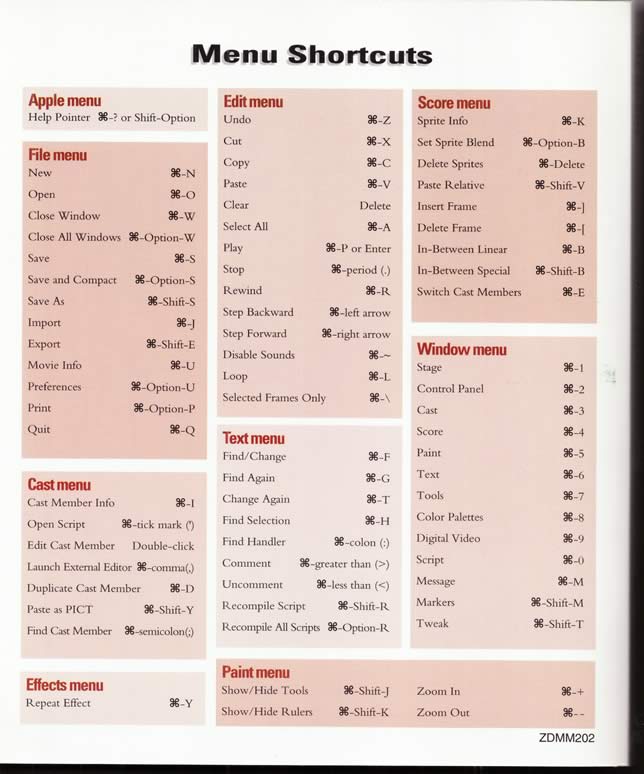 Menu Shortcuts
Apple menu
Help Pointer ⌘-? or Shift-Option
File menu
New ⌘-N
Open ⌘-O
Close Window ⌘-W
Close All Windows ⌘-Option-W
Save ⌘-S
Save and Compact ⌘-Option-S
Save As ⌘-Shift-S
Import ⌘-J
Export ⌘-Shift-E
Movie Info ⌘-U
Preferences ⌘-Option-U
Print ⌘-Option-P
Quit ⌘-Q
Cast menu
Cast Member Info ⌘-I
Open Script ⌘-tick mark (')
Edit Cast Member Double-click
Launch External Editor ⌘-comma(,)
Duplicate Cast Member ⌘-D
Paste as PICT ⌘-Shift-Y
Find Cast Member ⌘-semicolon(;)
Effects menu
Repeat Effect ⌘-Y
Edit menu
Undo ⌘-Z
Cut ⌘-X
Copy ⌘-C
Paste ⌘-V
Clear Delete
Select All ⌘-A
Play ⌘-P or Enter
Stop ⌘-period (.)
Rewind ⌘-R
Step Backward ⌘-left arrow
Step Forward ⌘-right arrow
Disable Sounds ⌘-~
Loop ⌘-L
Selected Frames Only ⌘-\
Text menu
Find/Change ⌘-F
Find Again ⌘-G
Change Again ⌘-T
Find Selection ⌘-H
Find Handler ⌘-colon (:)
Comment ⌘-greater than (>)
Uncomment ⌘-less than (<)
Recompile Script ⌘-Shift-R
Recompile All Scripts ⌘-Option-R
Score menu
Sprite Info ⌘-K
Set Sprite Blend ⌘-Option-B
Delete Sprites ⌘-Delete
Paste Relative ⌘-Shift-V
Insert Frame ⌘-]
Delete Frame ⌘-[
In-Between Linear ⌘-B
In-Between Special ⌘-Shift-B
Switch Cast Members ⌘-E
Window menu
Stage ⌘-1
Control Panel ⌘-2
Cast ⌘-3
Score ⌘-4
Paint ⌘-5
Text ⌘-6
Tools ⌘-7
Color Palettes ⌘-8
Digital Video ⌘-9
Script ⌘-0
Message ⌘-M
Markers ⌘-Shift-M
Tweak ⌘-Shift-T
Paint menu
Show/Hide Tools ⌘-Shift-J Zoom In ⌘-+
Show/Hide Rulers ⌘-Shift-K Zoom Out ⌘--
ZDMM202